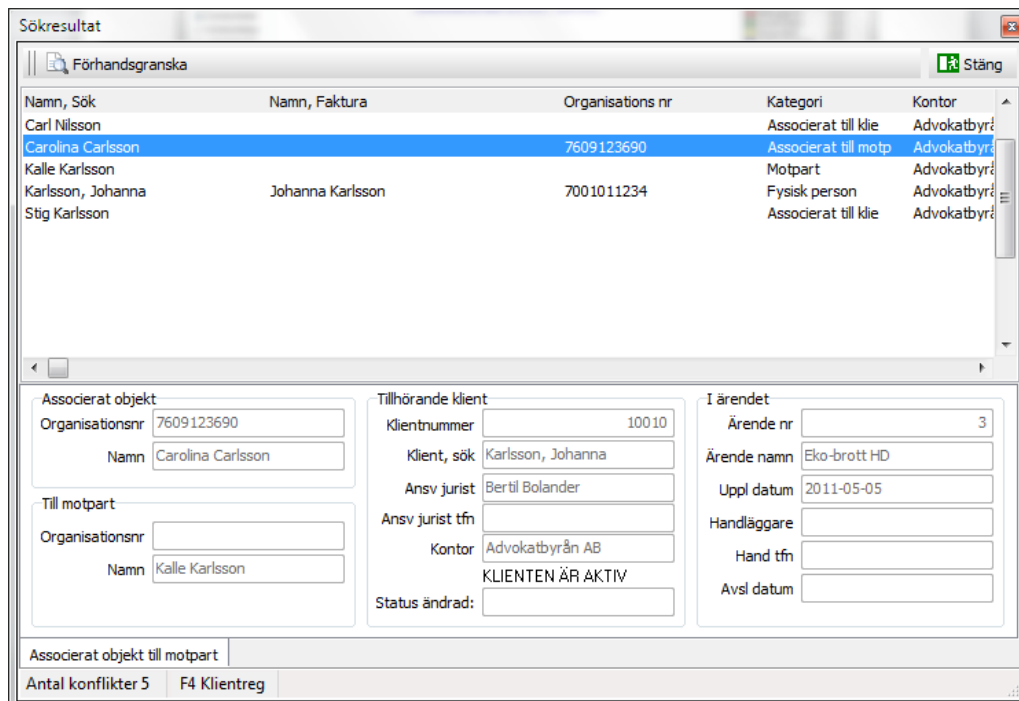 Sökresultat
Förhandsgranska Stäng
Namn, Sök Namn, Faktura Organisations nr Kategori Kontor
Carl Nilsson Associerat till klie Advokatbyrå
Carolina Carlsson 7609123690 Associerat till motp Advokatbyrå
Kalle Karlsson Motpart Advokatbyrå
Karlsson, Johanna Johanna Karlsson 7001011234 Fysisk person Advokatbyrå
Stig Karlsson Associerat till klie Advokatbyrå
Associerat objekt Tillhörande klient I ärendet
Organisationsnr 7609123690 Klientnummer 10010 Ärende nr 3
Namn Carolina Carlsson Klient, sök Karlsson, Johanna Ärende namn Eko-brott HD
Ansv jurist Bertil Bolander Uppl datum 2011-05-05
Till motpart Ansv jurist tfn Handläggare
Organisationsnr Kontor Advokatbyrån AB Hand tfn
Namn Kalle Karlsson KLIENTEN ÄR AKTIV Avsl datum
Status ändrad:
Associerat objekt till motpart
Antal konflikter 5 F4 Klientreg